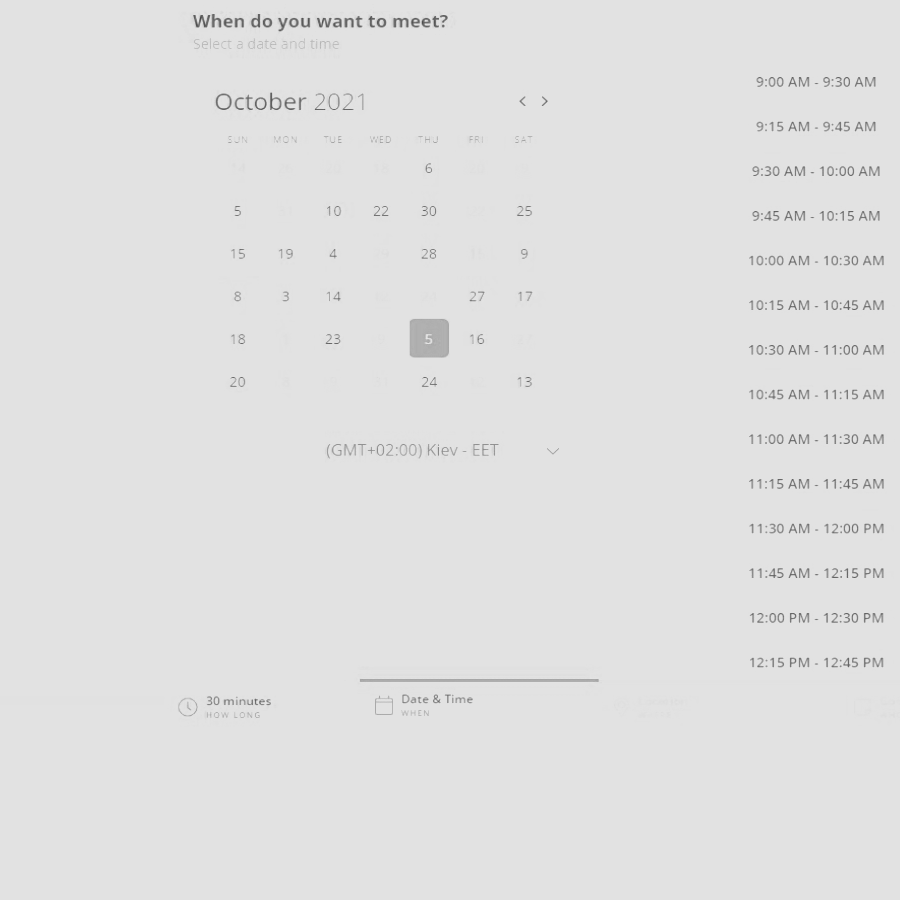 When do you want to meet?
Select a date and time
October 2021
SUN MON TUE WED THU FRI SAT
6
5 10 22 30 25
15 19 4 28 9
8 3 14 27 17
18 23 5 16
20 24 13
(GMT+02:00) Kiev - EET
9:00 AM - 9:30 AM
9:15 AM - 9:45 AM
9:30 AM - 10:00 AM
9:45 AM - 10:15 AM
10:00 AM - 10:30 AM
10:15 AM - 10:45 AM
10:30 AM - 11:00 AM
10:45 AM - 11:15 AM
11:00 AM - 11:30 AM
11:15 AM - 11:45 AM
11:30 AM - 12:00 PM
11:45 AM - 12:15 PM
12:00 PM - 12:30 PM
12:15 PM - 12:45 PM
30 minutes
HOW LONG
Date & Time
WHEN